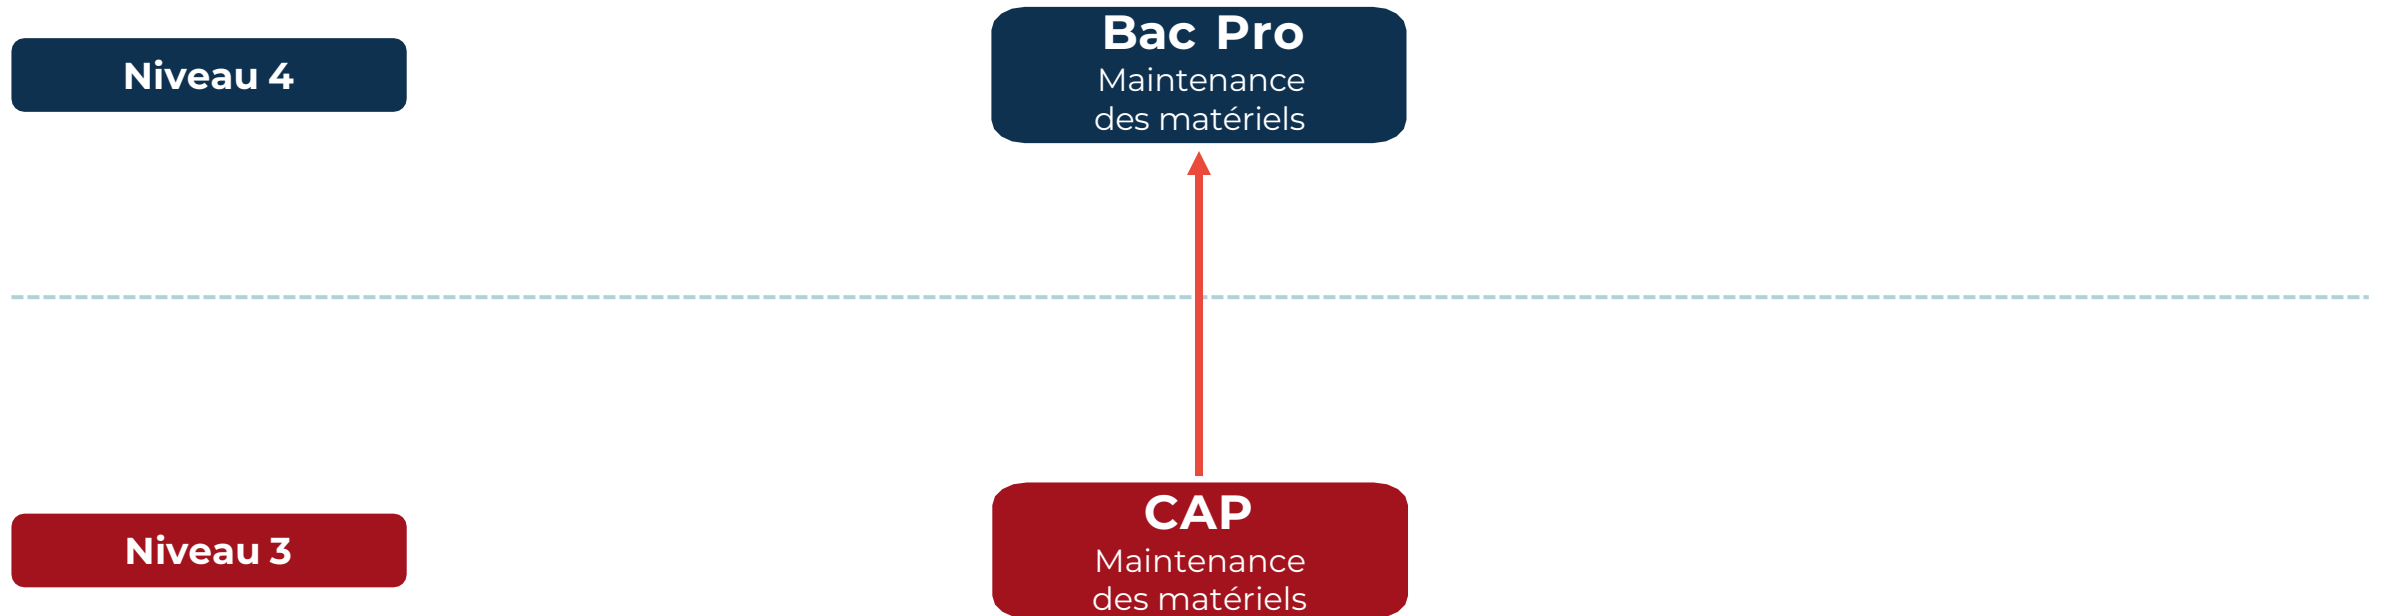 Niveau 4
Bac Pro
Maintenance
des matériels
Niveau 3
CAP
Maintenance
des matériels